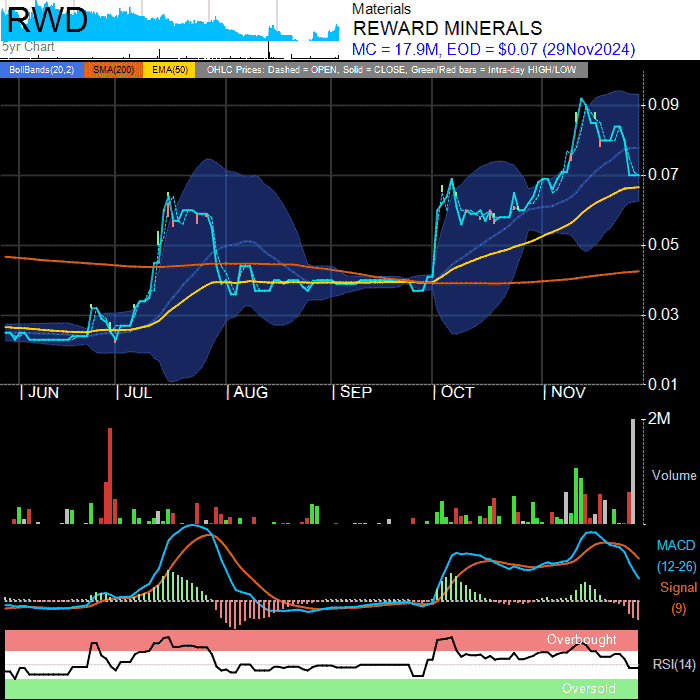 RWD
5yr Chart
Materials
REWARD MINERALS
MC = 17.9M, EOD = $0.07 (29Nov2024)
BollBands(20,2) SMA(200) EMA(50) OHLC Prices: Dashed = OPEN, Solid = CLOSE, Green/Red bars = Intra-day HIGH/LOW
0.09
0.07
0.05
0.03
0.01
JUN JUL AUG SEP OCT NOV
2M
Volume
MACD
(12-26)
Signal
(9)
Overbought
RSI(14)
Oversold